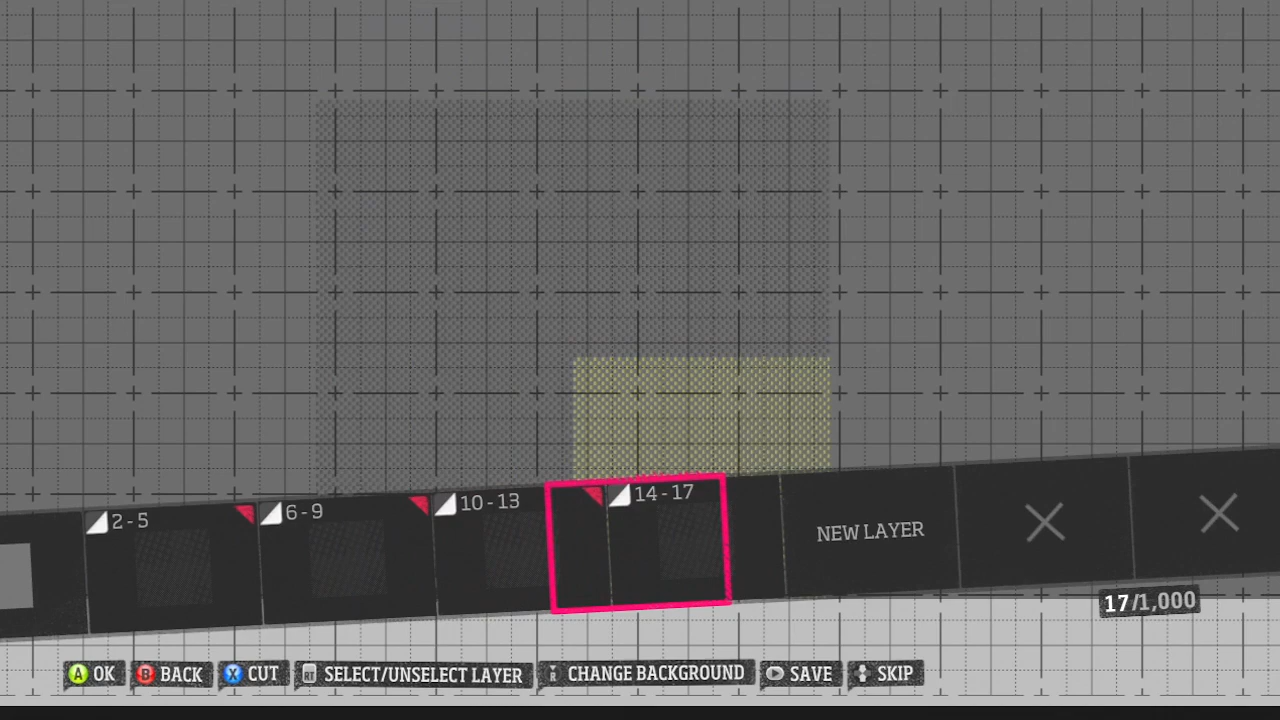 2 - 5
6 - 9
10 - 13
14 - 17
NEW LAYER
17/1,000
A OK
B BACK
X CUT
RT SELECT/UNSELECT LAYER
R CHANGE BACKGROUND
SAVE
SKIP